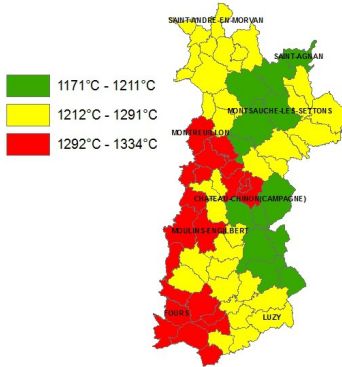 SAINT-ANDRE-EN-MORVAN
SAINT-AGNAN
1171°C - 1211°C
1212°C - 1291°C
1292°C - 1334°C
MONTSAUCHE-LES-SETTONS
MONTREUILLON
CHATEAU-CHINON(CAMPAGNE)
MOULINS-ENGILBERT
FOURS
LUZY